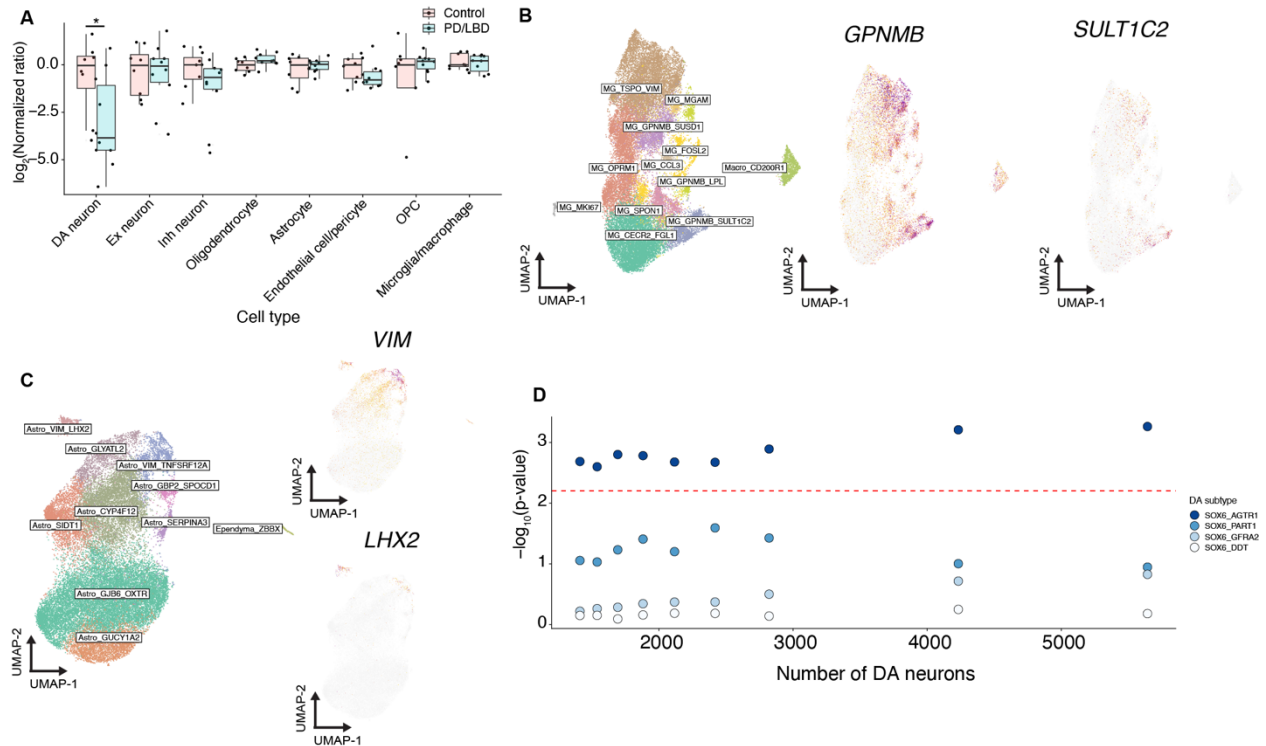 A
Control
PD/LBD
*
0.0
−2.5
−5.0
log2(Normalized ratio)
DA neuron
Ex neuron
Inh neuron
Oligodendrocyte
Astrocyte
Endothelial cell/pericyte
OPC
Microglia/macrophage
Cell type
B
GPNMB
SULT1C2
MG_TSPO_VIM
MG_MGAM
MG_GPNMB_SUSD1
MG_FOSL2
MG_OPRM1
MG_CCL3
Macro_CD200R1
MG_GPNMB_LPL
MG_MKI67
MG_SPON1
MG_GPNMB_SULT1C2
MG_CECR2_FGL1
UMAP-2
UMAP-1
UMAP-2
UMAP-1
UMAP-2
UMAP-1
C
VIM
Astro_VIM_LHX2
Astro_GLYATL2
Astro_VIM_TNFSRF12A
Astro_GBP2_SPOCD1
Astro_CYP4F12
Astro_SIDT1
Astro_SERPINA3
Ependyma_ZBBX
Astro_GJB6_OXTR
Astro_GUCY1A2
UMAP-2
UMAP-1
UMAP-2
UMAP-1
LHX2
UMAP-2
UMAP-1
D
3
2
1
0
−log10(p-value)
2000
3000
4000
5000
Number of DA neurons
DA subtype
SOX6_AGTR1
SOX6_PART1
SOX6_GFRA2
SOX6_DDT